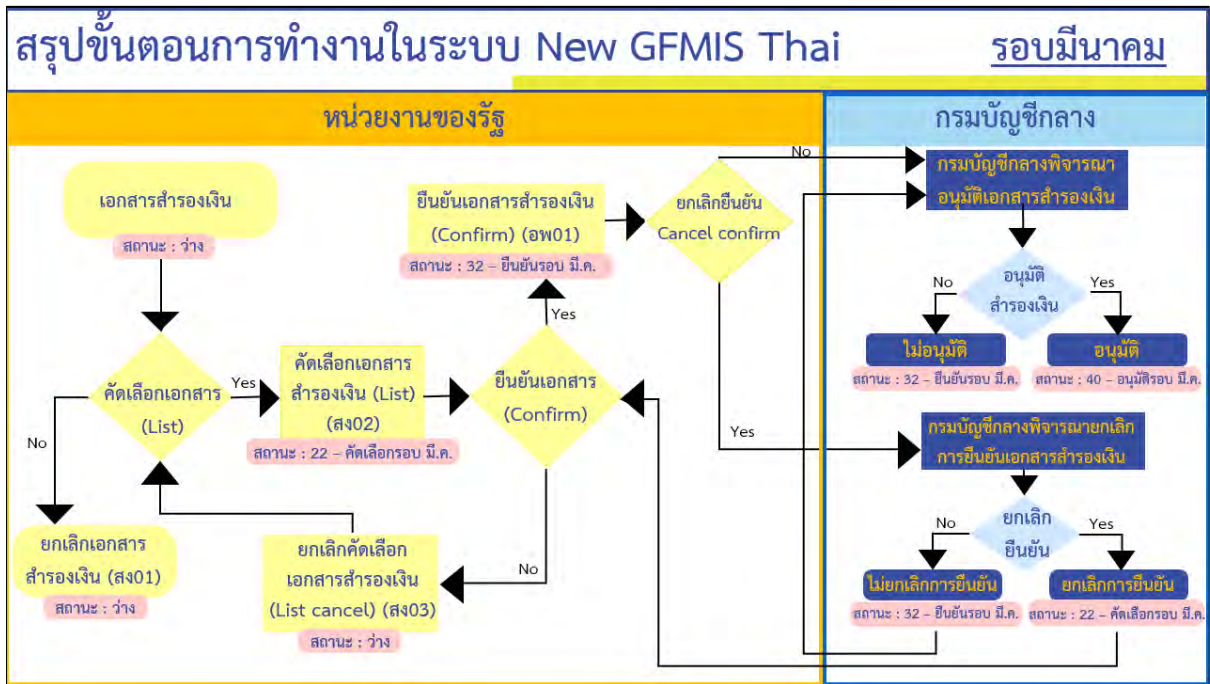 สรุปขั้นตอนการทำงานในระบบ New GFMIS Thai
รอบมีนาคม
หน่วยงานของรัฐ
เอกสารสำรองเงิน
สถานะ : ว่าง
คัดเลือกเอกสาร
(List)
No
Yes
ยกเลิกเอกสาร
สำรองเงิน (สง01)
สถานะ : ว่าง
คัดเลือกเอกสาร
สำรองเงิน (List)
(สง02)
สถานะ : 22 – คัดเลือกรอบ มี.ค.
ยืนยันเอกสาร
(Confirm)
Yes
No
ยกเลิกคัดเลือก
เอกสารสำรองเงิน
(List cancel) (สง03)
สถานะ : ว่าง
ยืนยันเอกสารสำรองเงิน
(Confirm) (อพ01)
สถานะ : 32 – ยืนยันรอบ มี.ค.
ยกเลิกยืนยัน
Cancel confirm
No
Yes
กรมบัญชีกลาง
กรมบัญชีกลางพิจารณา
อนุมัติเอกสารสำรองเงิน
อนุมัติ
สำรองเงิน
No
Yes
ไม่อนุมัติ
สถานะ : 32 – ยืนยันรอบ มี.ค.
อนุมัติ
สถานะ : 40 – อนุมัติรอบ มี.ค.
กรมบัญชีกลางพิจารณายกเลิก
การยืนยันเอกสารสำรองเงิน
ยกเลิก
ยืนยัน
No
Yes
ไม่ยกเลิกการยืนยัน
สถานะ : 32 – ยืนยันรอบ มี.ค.
ยกเลิกการยืนยัน
สถานะ : 22 – คัดเลือกรอบ มี.ค.